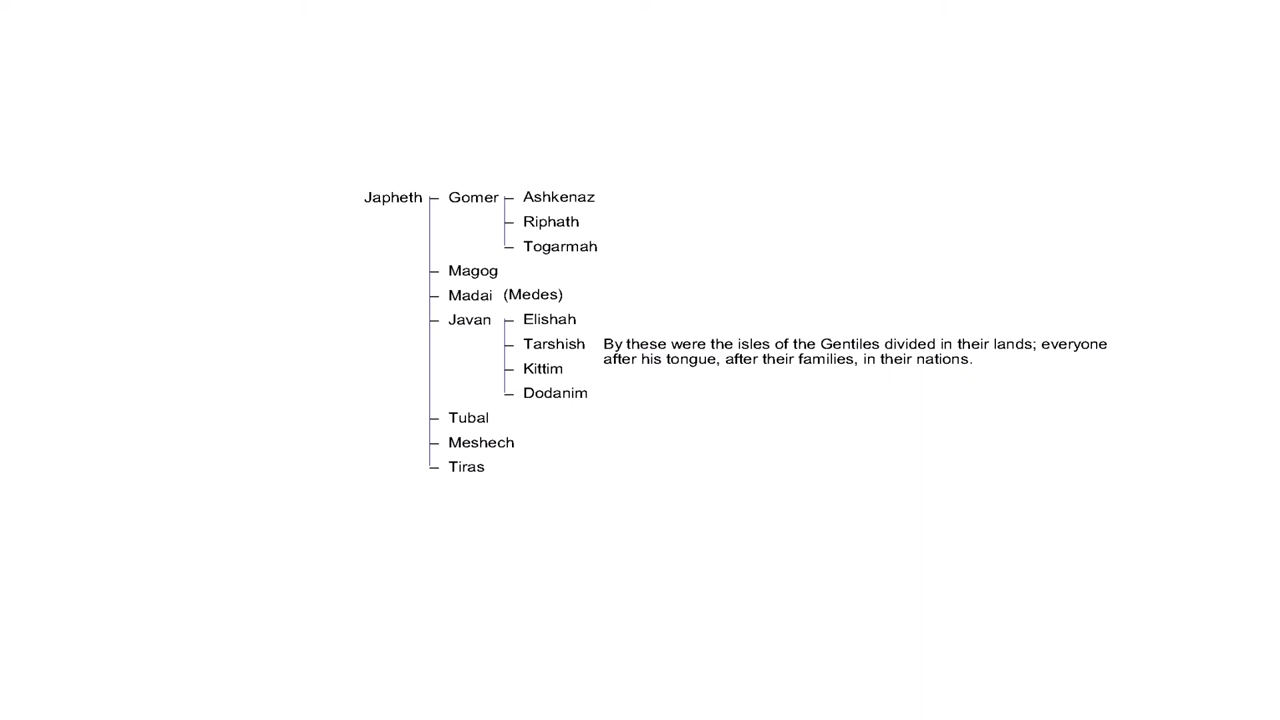 Japheth Gomer Ashkenaz
Riphath
Togarmah
Magog
Madai (Medes)
Javan Elishah
Tarshish By these were the isles of the Gentiles divided in their lands; everyone
after his tongue, after their families, in their nations.
Kittim
Dodanim
Tubal
Meshech
Tiras